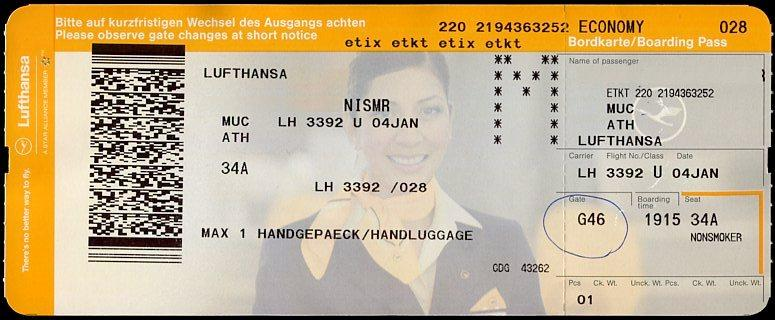 Bitte auf kurzfristigen Wechsel des Ausgangs achten
Please observe gate changes at short notice
220 2194363252 ECONOMY 028
etix etkt etix etkt
Bordkarte/Boarding Pass
Lufthansa
A STAR ALLIANCE MEMBER
There's no better way to fly.
LUFTHANSA
** **
* * * *
*
* *
* *
NISMR
MUC LH 3392 U 04JAN
ATH
34A
LH 3392 /028
MAX 1 HANDGEPAECK/HANDLUGGAGE
GDG 43262
Name of passenger
ETKT 220 2194363252
MUC
ATH
LUFTHANSA
Carrier Flight No./Class Date
LH 3392 U 04JAN
Gate Boarding time Seat
G46 1915 34A
NONSMOKER
Pcs Ck. Wt. Unck. Wt. Pcs. Ck. Wt. Unck. Wt.
01